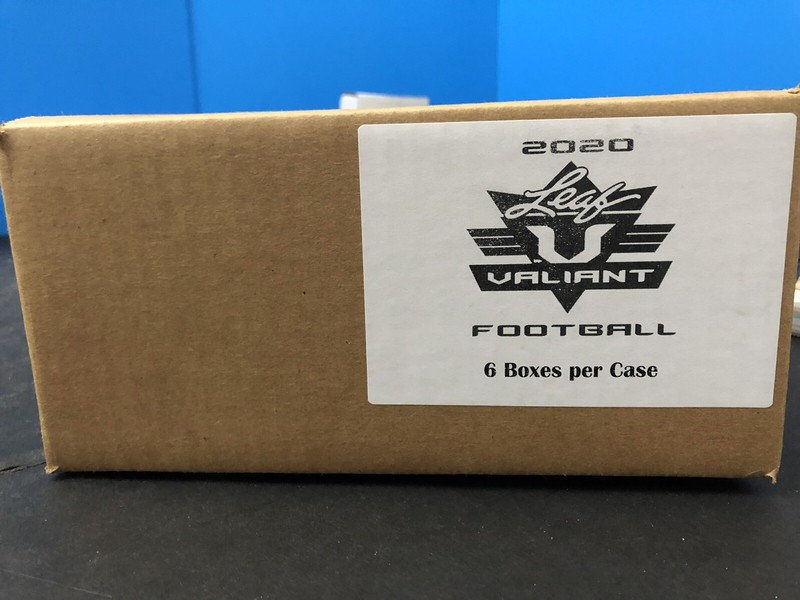 2020
Leaf
VALIANT
FOOTBALL
6 Boxes per Case